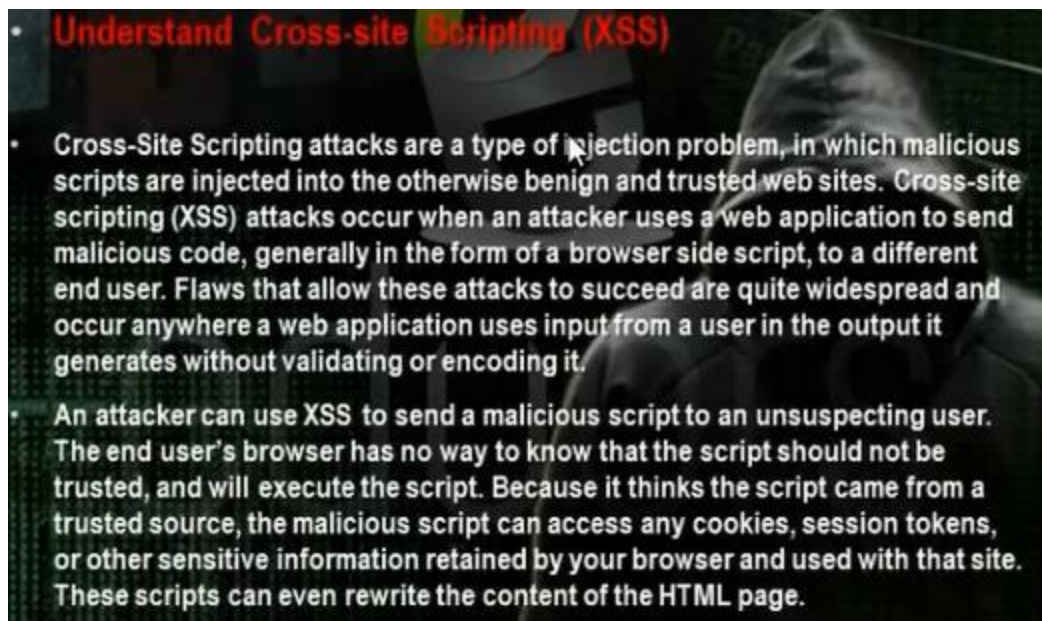 • Understand Cross-site Scripting (XSS)
• Cross-Site Scripting attacks are a type of injection problem, in which malicious
scripts are injected into the otherwise benign and trusted web sites. Cross-site
scripting (XSS) attacks occur when an attacker uses a web application to send
malicious code, generally in the form of a browser side script, to a different
end user. Flaws that allow these attacks to succeed are quite widespread and
occur anywhere a web application uses input from a user in the output it
generates without validating or encoding it.
• An attacker can use XSS to send a malicious script to an unsuspecting user.
The end user's browser has no way to know that the script should not be
trusted, and will execute the script. Because it thinks the script came from a
trusted source, the malicious script can access any cookies, session tokens,
or other sensitive information retained by your browser and used with that site.
These scripts can even rewrite the content of the HTML page.